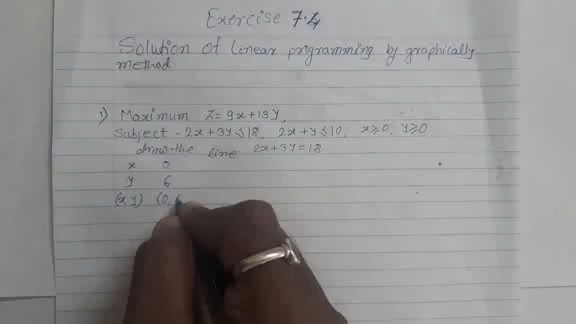 Exercise 7.4
Solution of Linear programming by graphically
method
1) Maximum Z = 9x+13y
Subject - 2x+3y≤18, 2x+y≤10, x≥0, y≥0
draw the line 2x+3y=18
x 0
y 6
(x,y) (0,